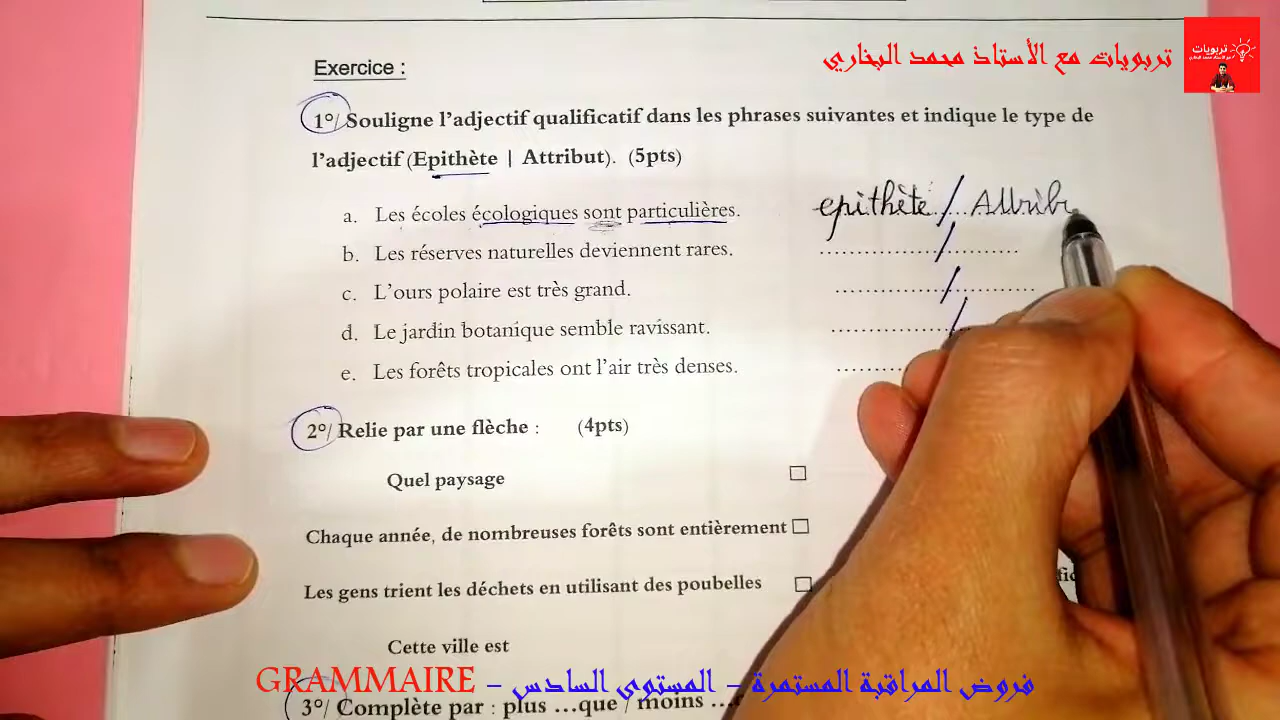 تربويات مع الأستاذ محمد البخاري
تربويات
Exercice :
1°/ Souligne l'adjectif qualificatif dans les phrases suivantes et indique le type de
l'adjectif (Epithète | Attribut). (5pts)
a. Les écoles écologiques sont particulières. epithète / Attrib
b. Les réserves naturelles deviennent rares. .......... / ..........
c. L'ours polaire est très grand. .......... / ..........
d. Le jardin botanique semble ravissant. .......... /
e. Les forêts tropicales ont l'air très denses. ..........
2°/ Relie par une flèche : (4pts)
Quel paysage ☐
Chaque année, de nombreuses forêts sont entièrement ☐
Les gens trient les déchets en utilisant des poubelles ☐
Cette ville est
GRAMMAIRE - فروض المراقبة المستمرة - المستوى السادس
3°/ Complète par : plus ...que / moins ...